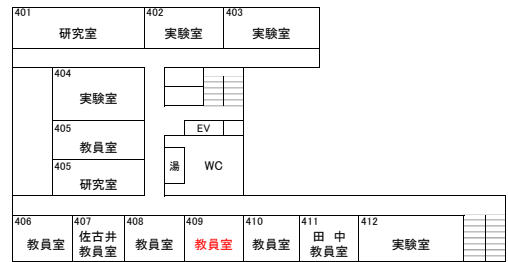 401
研究室
402
実験室
403
実験室
404
実験室
EV
405
教員室
湯
WC
405
研究室
406
教員室
407
佐古井
教員室
408
教員室
409
教員室
410
教員室
411
田 中
教員室
412
実験室